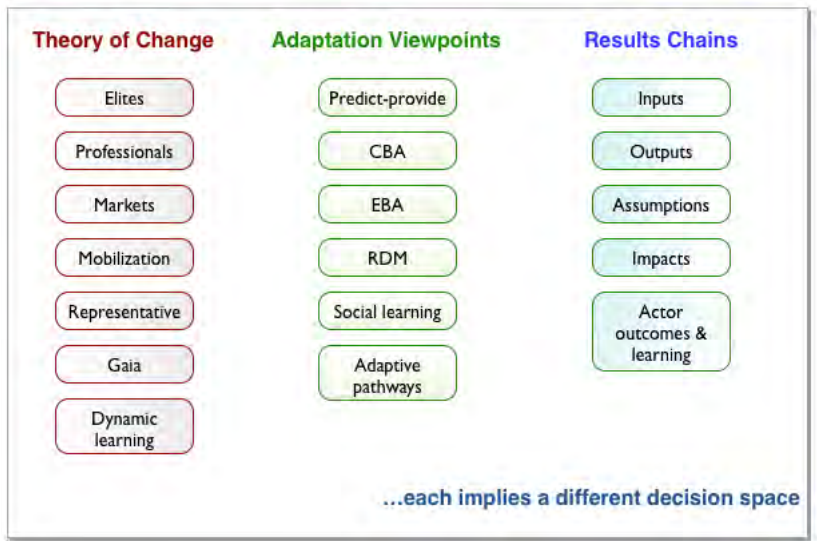 Theory of Change
Adaptation Viewpoints
Results Chains
Elites
Professionals
Markets
Mobilization
Representative
Gaia
Dynamic
learning
Predict-provide
CBA
EBA
RDM
Social learning
Adaptive
pathways
Inputs
Outputs
Assumptions
Impacts
Actor
outcomes &
learning
...each implies a different decision space